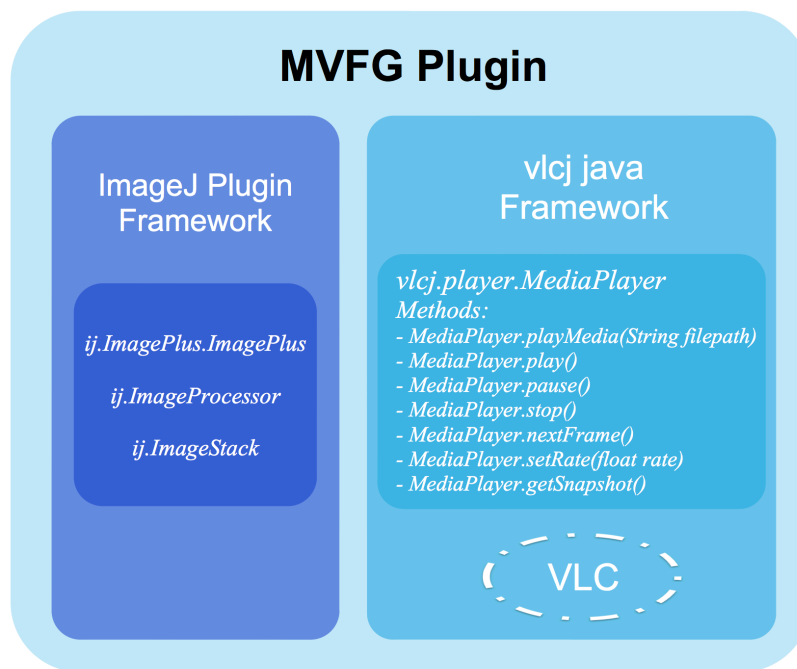 MVFG Plugin
ImageJ Plugin
Framework
ij.ImagePlus.ImagePlus
ij.ImageProcessor
ij.ImageStack
vlcj java
Framework
vlcj.player.MediaPlayer
Methods:
- MediaPlayer.playMedia(String filepath)
- MediaPlayer.play()
- MediaPlayer.pause()
- MediaPlayer.stop()
- MediaPlayer.nextFrame()
- MediaPlayer.setRate(float rate)
- MediaPlayer.getSnapshot()
VLC